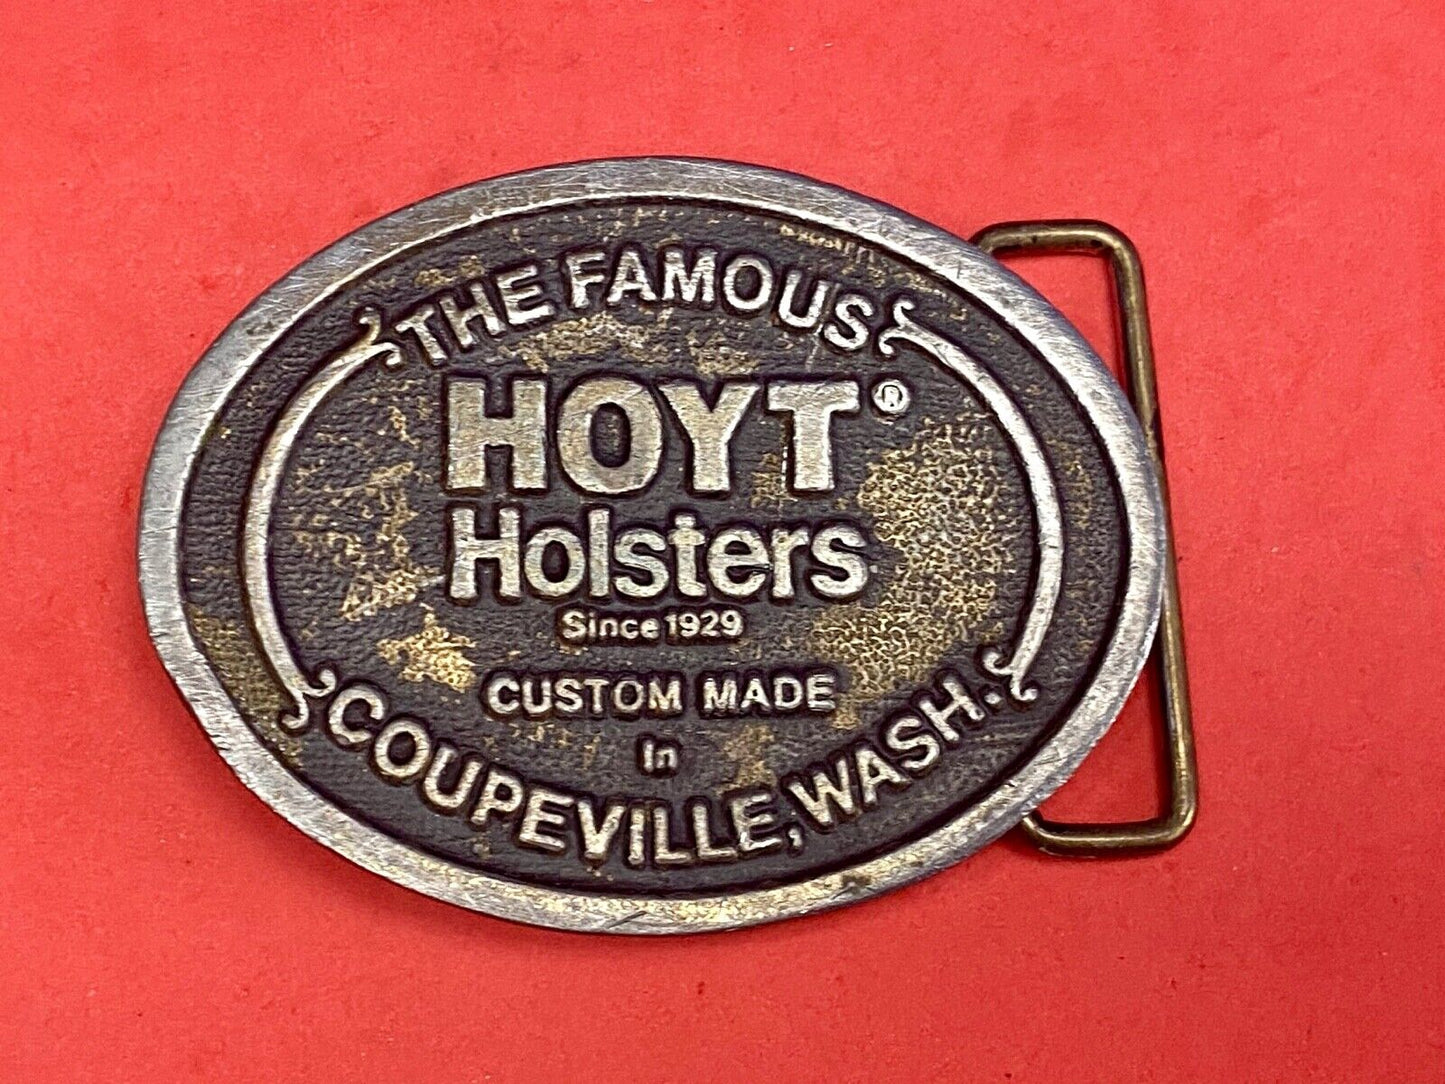 THE FAMOUS
HOYT®
Holsters
Since 1929
CUSTOM MADE
In
COUPEVILLE, WASH.